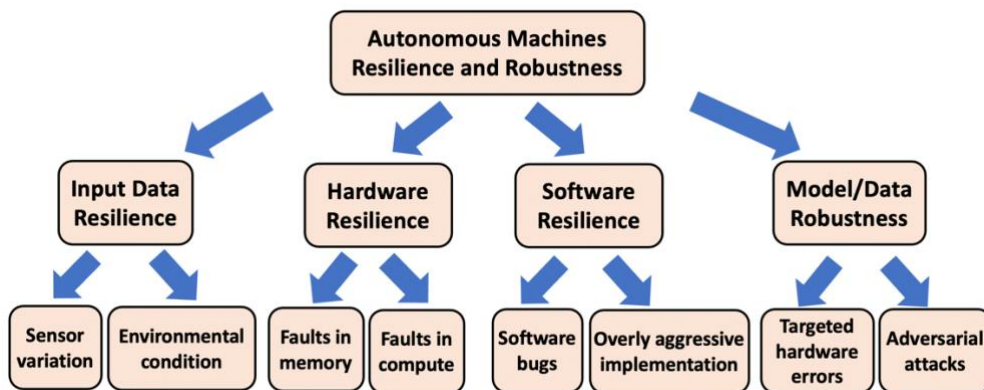 Autonomous Machines
Resilience and Robustness
Input Data
Resilience
Hardware
Resilience
Software
Resilience
Model/Data
Robustness
Sensor
variation
Environmental
condition
Faults in
memory
Faults in
compute
Software
bugs
Overly aggressive
implementation
Targeted
hardware
errors
Adversarial
attacks